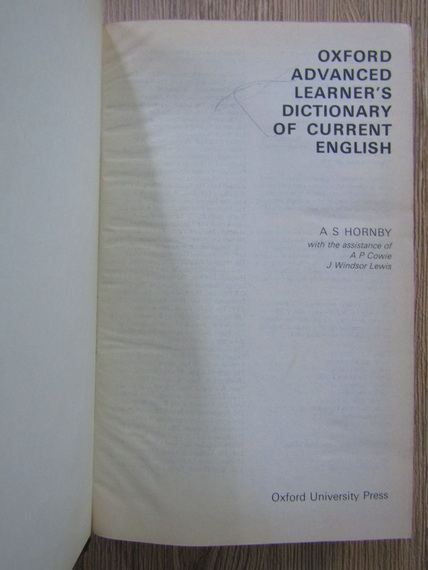 OXFORD
ADVANCED
LEARNER'S
DICTIONARY
OF CURRENT
ENGLISH
A S HORNBY
with the assistance of
A P Cowie
J Windsor Lewis
Oxford University Press